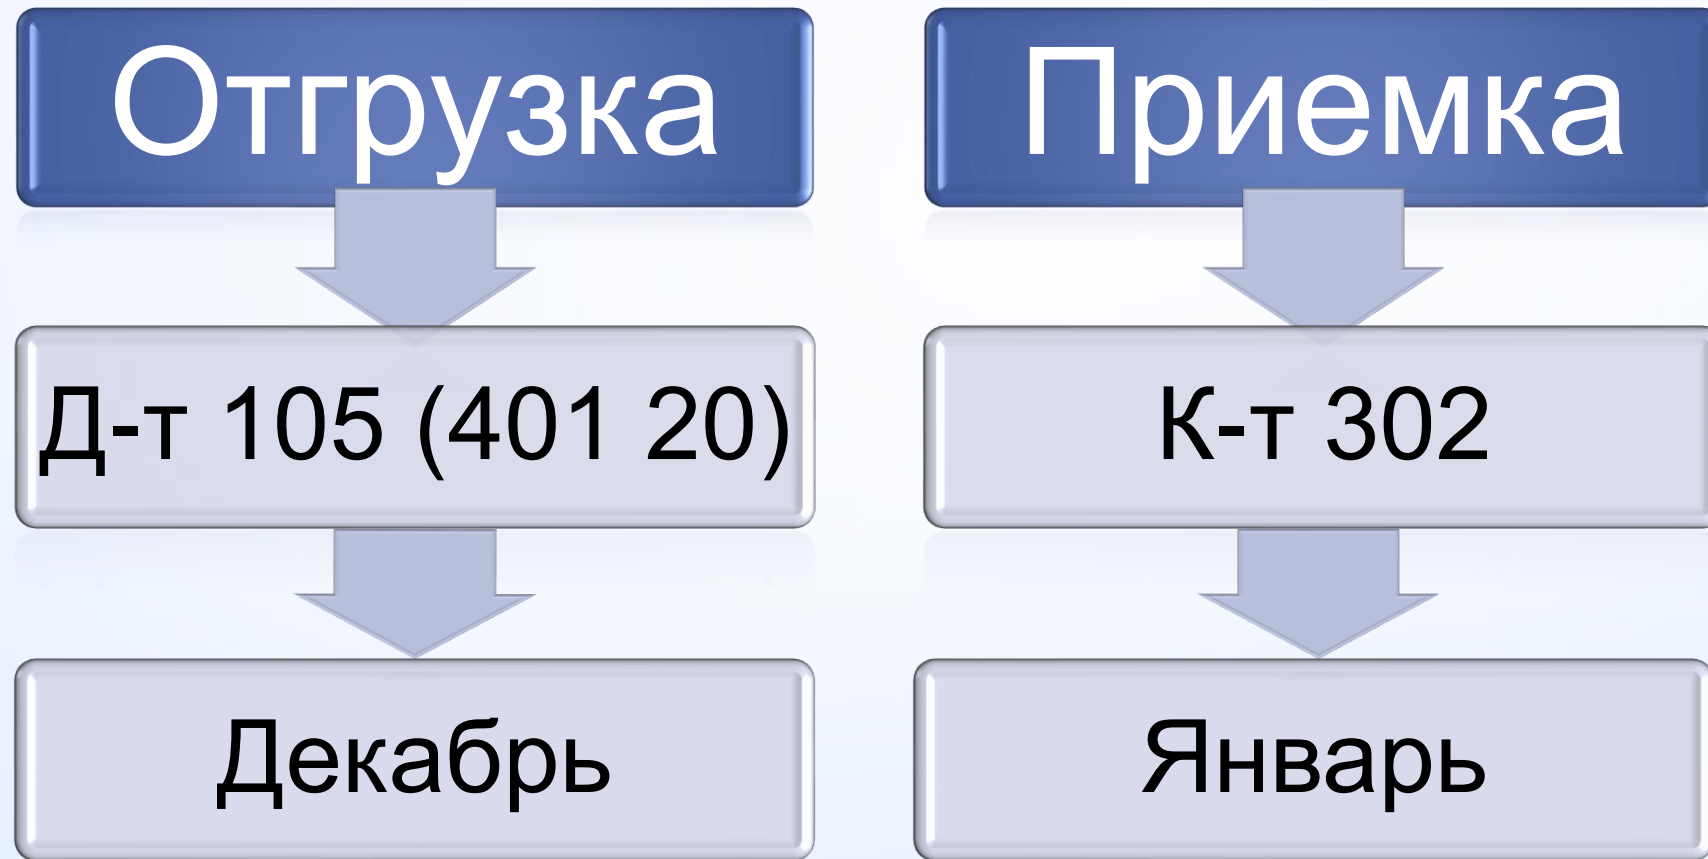 Отгрузка
Д-т 105 (401 20)
Декабрь
Приемка
К-т 302
Январь